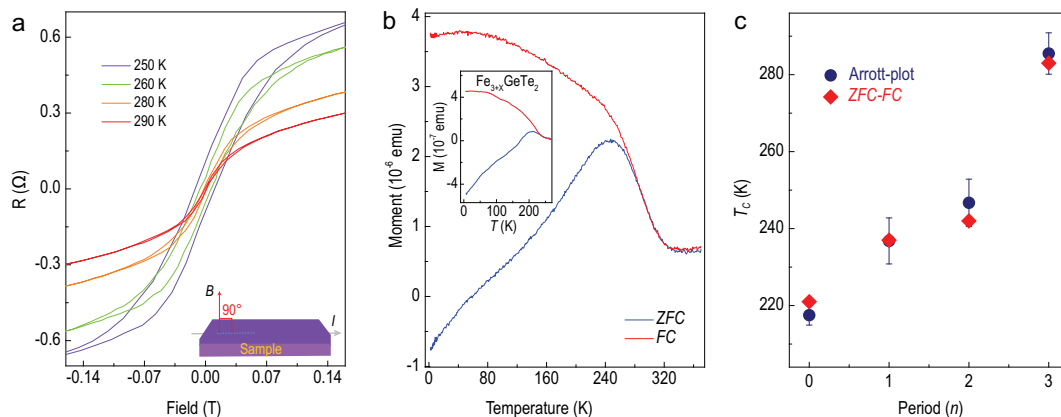 a
0.6
0.3
0.0
-0.3
-0.6
R (Ω)
250 K
260 K
280 K
290 K
B
90°
I
Sample
-0.14
-0.07
0.00
0.07
0.14
Field (T)
b
4
3
2
1
0
-1
Moment (10⁻⁶ emu)
Fe₃₊ₓGeTe₂
4
0
-4
M (10⁻⁷ emu)
0
100
200
T (K)
ZFC
FC
0
80
160
240
320
Temperature (K)
c
280
260
240
220
T_C (K)
Arrott-plot
ZFC-FC
0
1
2
3
Period (n)